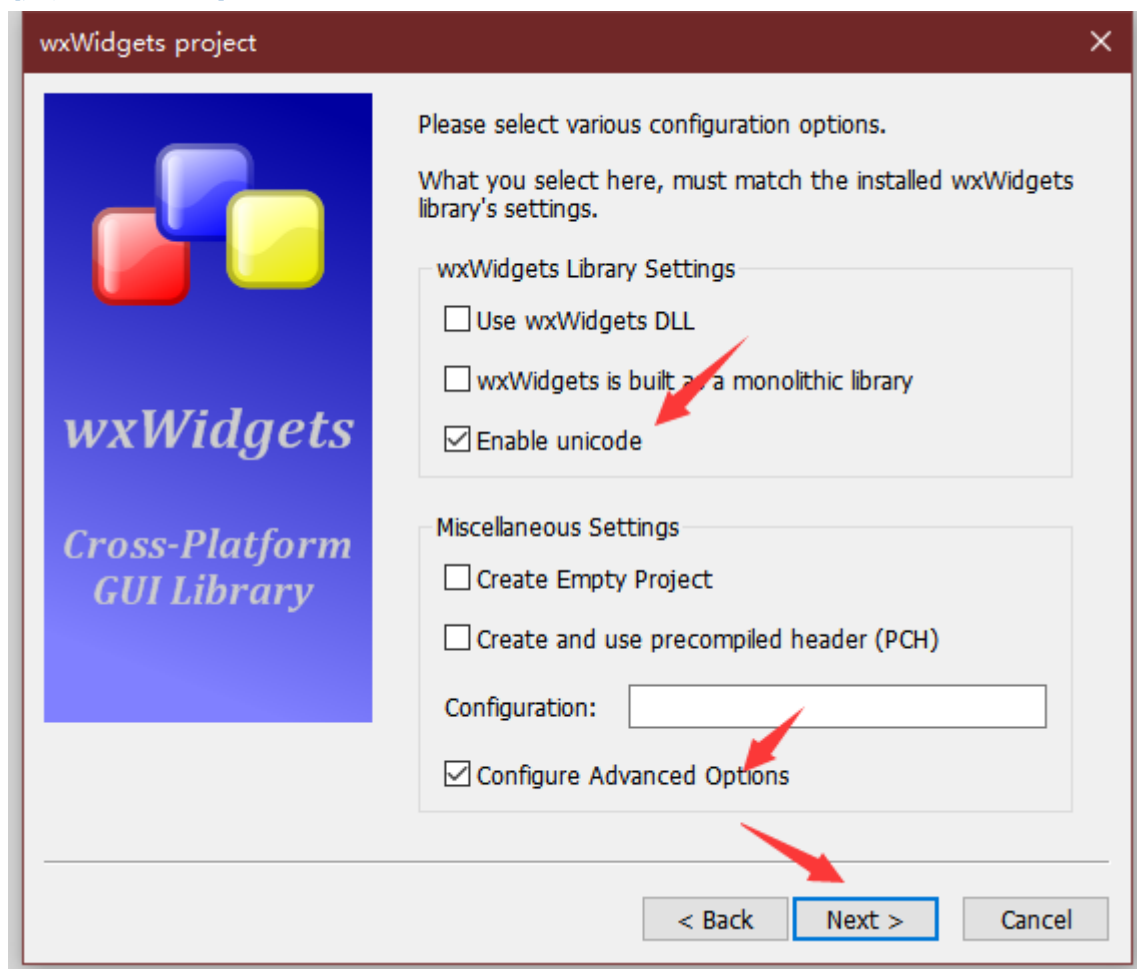 wxWidgets project
Please select various configuration options.
What you select here, must match the installed wxWidgets
library's settings.
wxWidgets Library Settings
Use wxWidgets DLL
wxWidgets is built as a monolithic library
Enable unicode
wxWidgets
Cross-Platform
GUI Library
Miscellaneous Settings
Create Empty Project
Create and use precompiled header (PCH)
Configuration:
Configure Advanced Options
< Back
Next >
Cancel